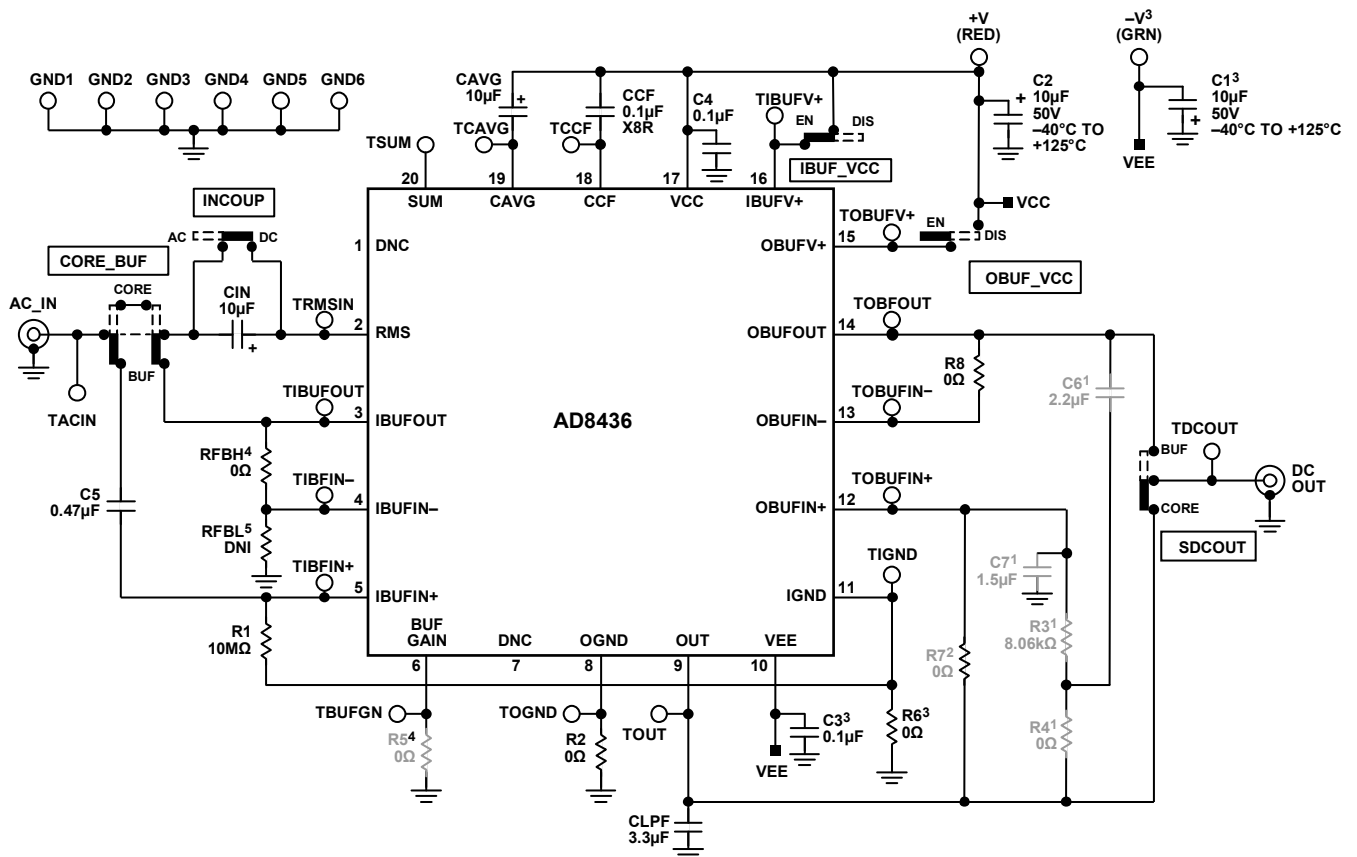 GND1 GND2 GND3 GND4 GND5 GND6
+V
(RED)
–V³
(GRN)
CAVG
10µF
CCF
0.1µF
X8R
C4
0.1µF
TIBUFV+
EN
DIS
IBUF_VCC
C2
10µF
50V
–40°C TO
+125°C
C1³
10µF
50V
–40°C TO +125°C
VEE
TSUM
TCAVG
TCCF
20
19
18
17
16
SUM
CAVG
CCF
VCC
IBUFV+
INCOUP
AC
DC
CORE_BUF
CORE
BUF
AC_IN
TACIN
CIN
10µF
+
TRMSIN
1
DNC
2
RMS
TIBUFOUT
3
IBUFOUT
RFBH⁴
0Ω
TIBFIN–
4
IBUFIN–
RFBL⁵
DNI
TIBFIN+
5
IBUFIN+
C5
0.47µF
R1
10MΩ
AD8436
VCC
TOBUFV+
EN
DIS
15
OBUFV+
OBUF_VCC
TOBFOUT
14
OBUFOUT
R8
0Ω
TOBUFIN–
13
OBUFIN–
C6¹
2.2µF
TOBUFIN+
12
OBUFIN+
BUF
TDCOUT
DC
OUT
CORE
SDCOUT
TIGND
11
IGND
C7¹
1.5µF
R3¹
8.06kΩ
R7²
0Ω
R4¹
0Ω
BUF
GAIN
DNC
OGND
OUT
VEE
6
7
8
9
10
TBUFGN
R5⁴
0Ω
TOGND
R2
0Ω
TOUT
C3³
0.1µF
VEE
R6³
0Ω
CLPF
3.3µF